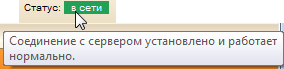 Статус: в сети
Соединение с сервером установлено и работает
нормально.